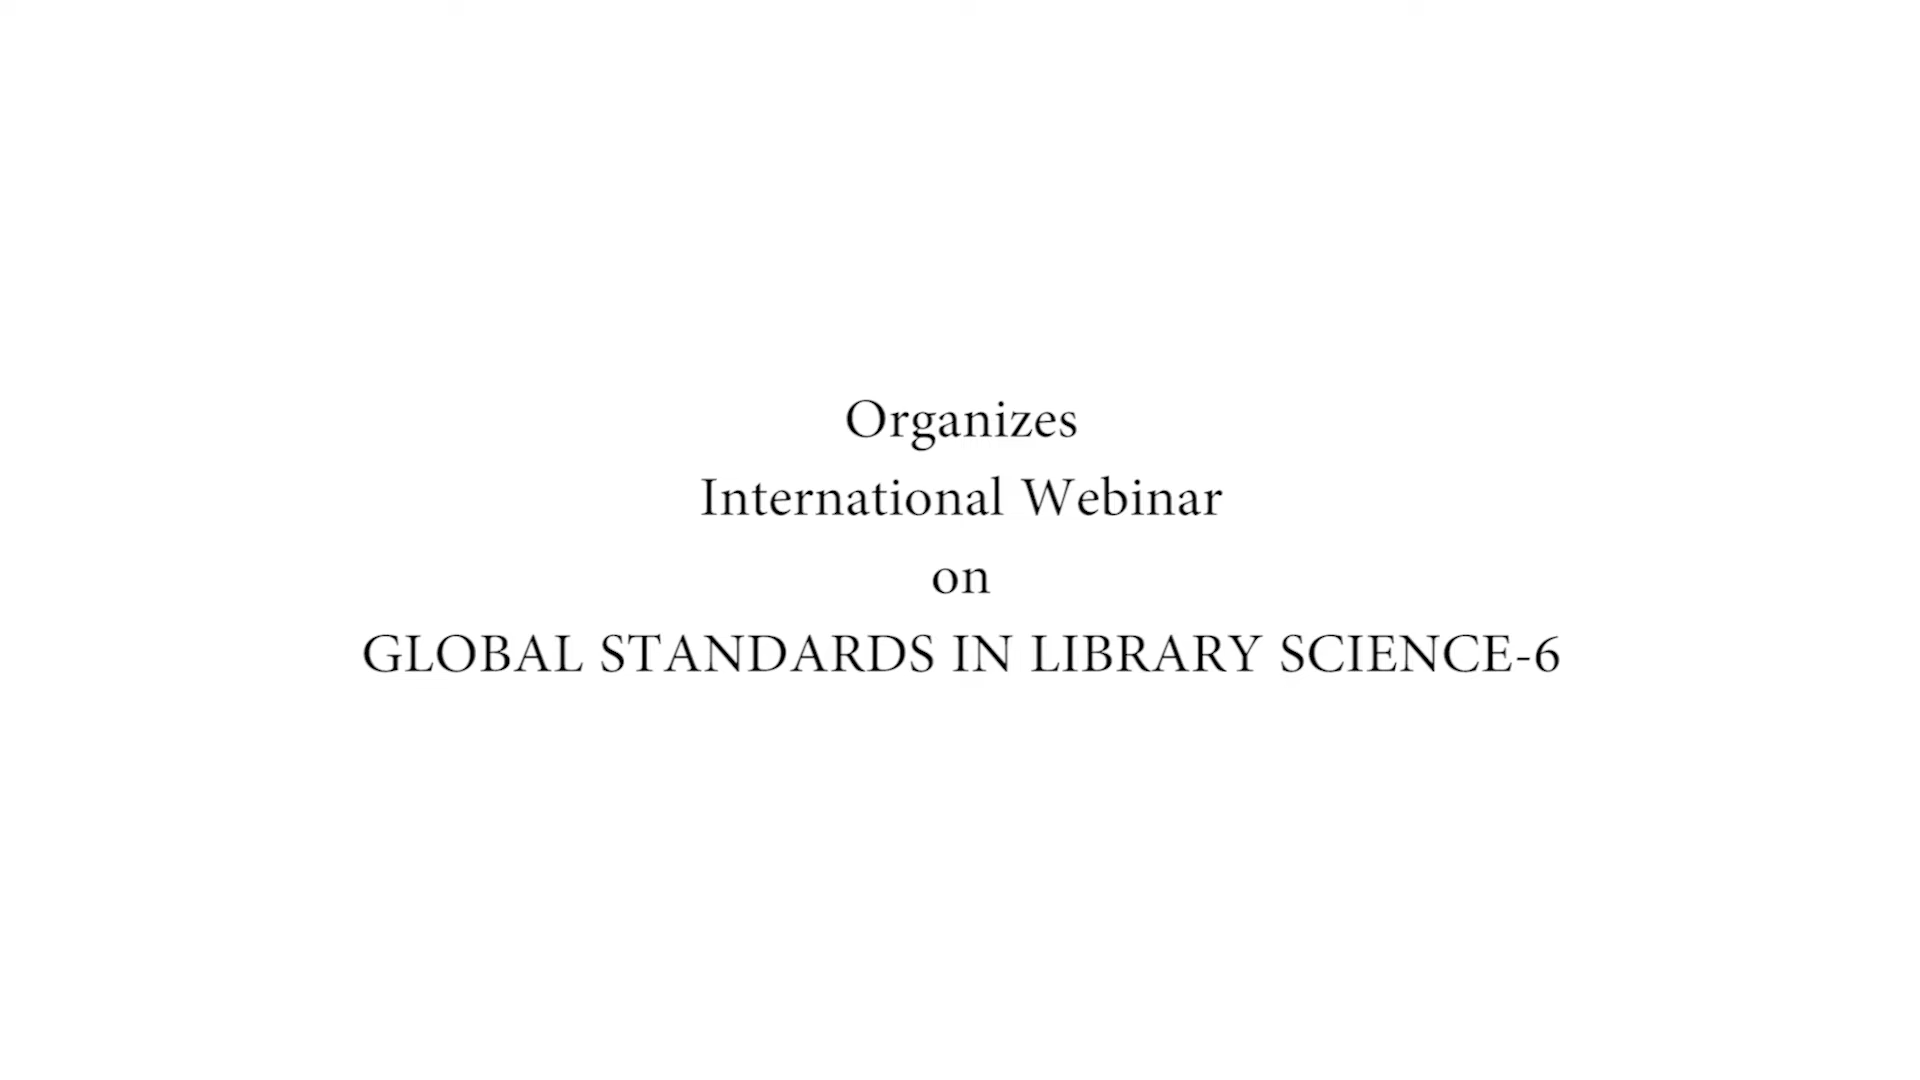 Organizes
International Webinar
on
GLOBAL STANDARDS IN LIBRARY SCIENCE-6